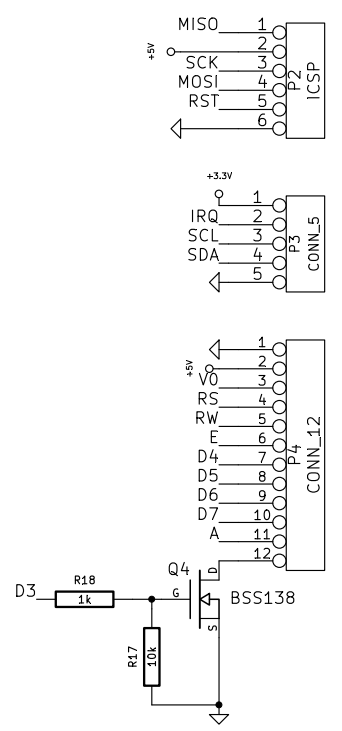 MISO 1
+5V 2
SCK 3
MOSI 4
RST 5
6
P2
ICSP
+3.3V
1
IRQ 2
SCL 3
SDA 4
5
P3
CONN_5
1
+5V 2
V0 3
RS 4
RW 5
E 6
D4 7
D5 8
D6 9
D7 10
A 11
12
P4
CONN_12
Q4
D
G
S
BSS138
D3
R18
1k
R17
10k